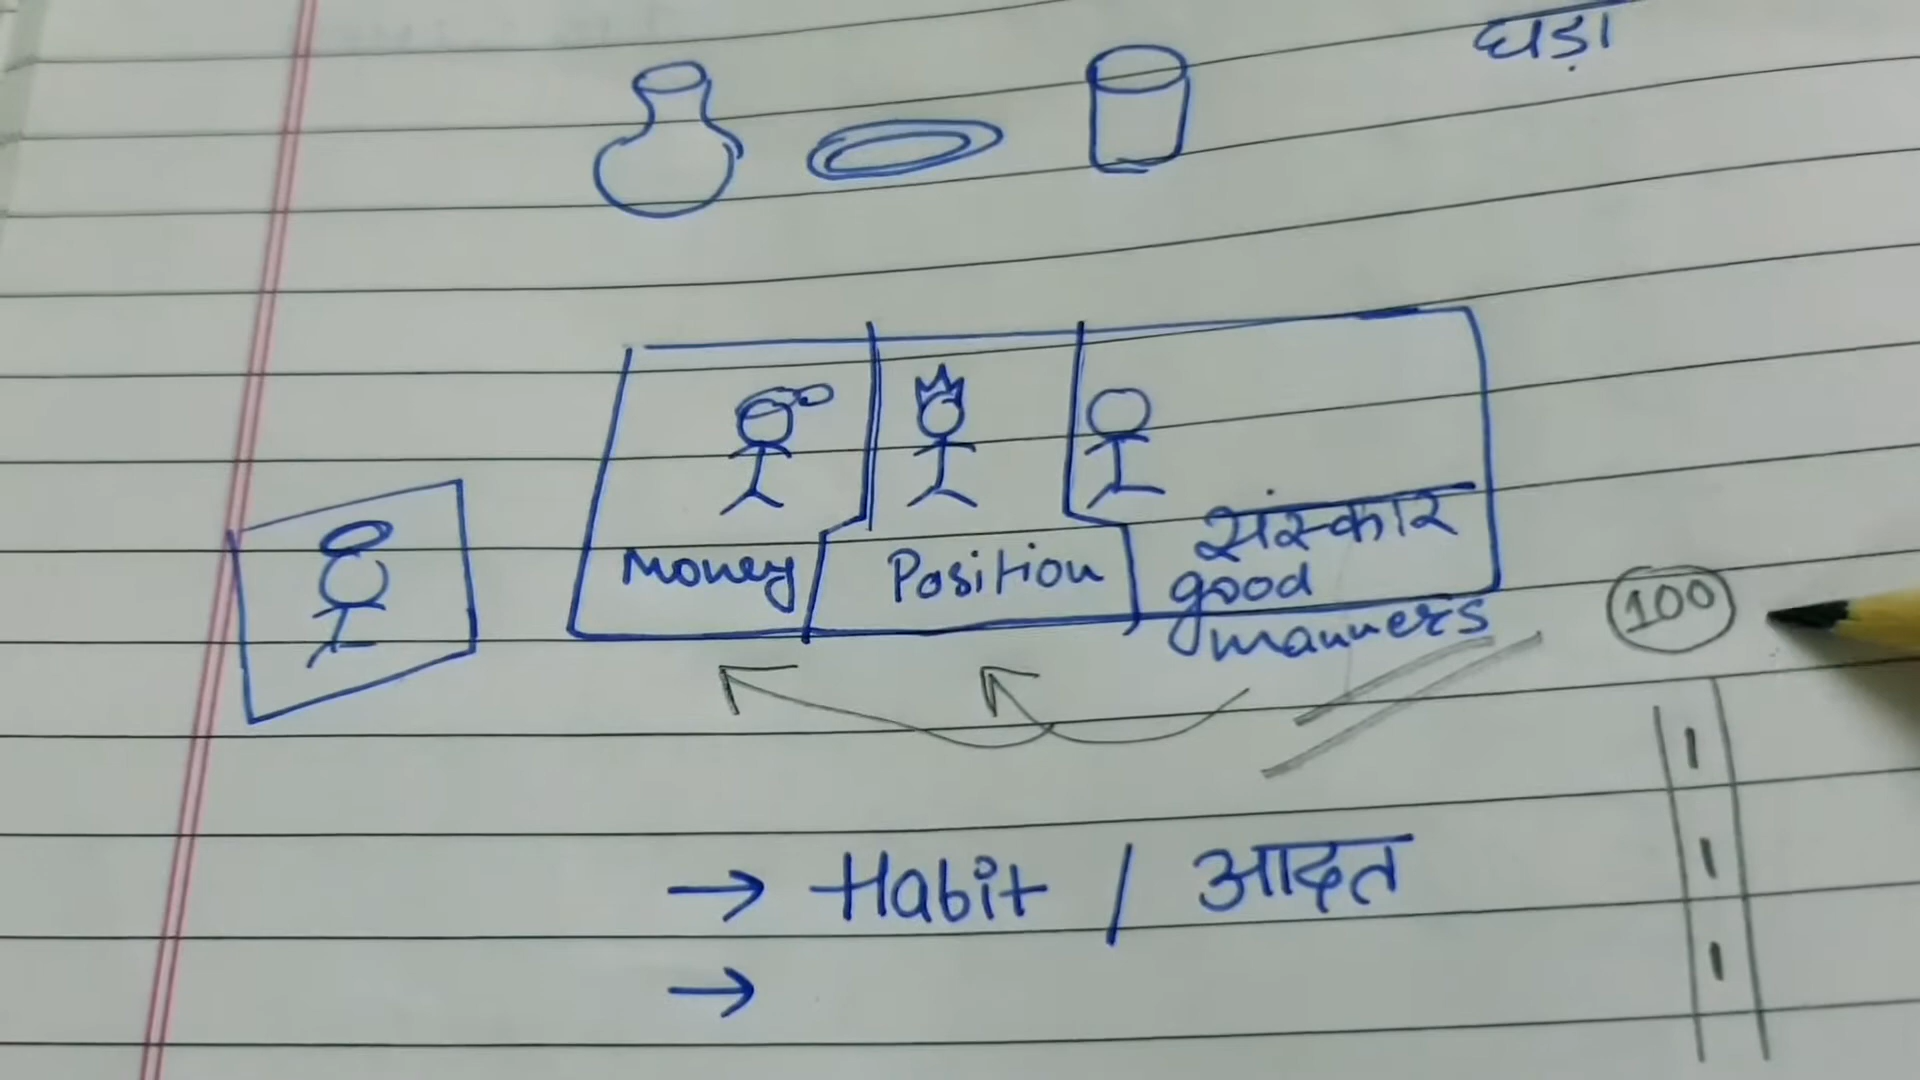 घड़ा
Money Position संस्कार
good
manners
100
→ Habit / आदत
→